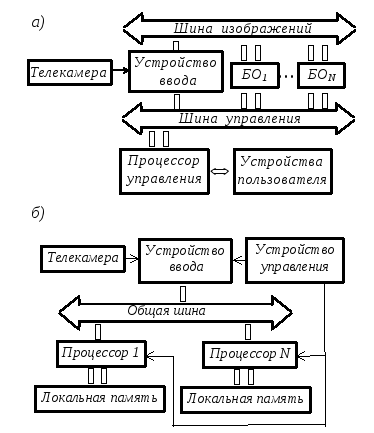 а)
Шина изображений
Телекамера
Устройство
ввода
БО1
...
БОN
Шина управления
Процессор
управления
Устройства
пользователя
б)
Телекамера
Устройство
ввода
Устройство
управления
Общая шина
Процессор 1
Процессор N
Локальная память
Локальная память